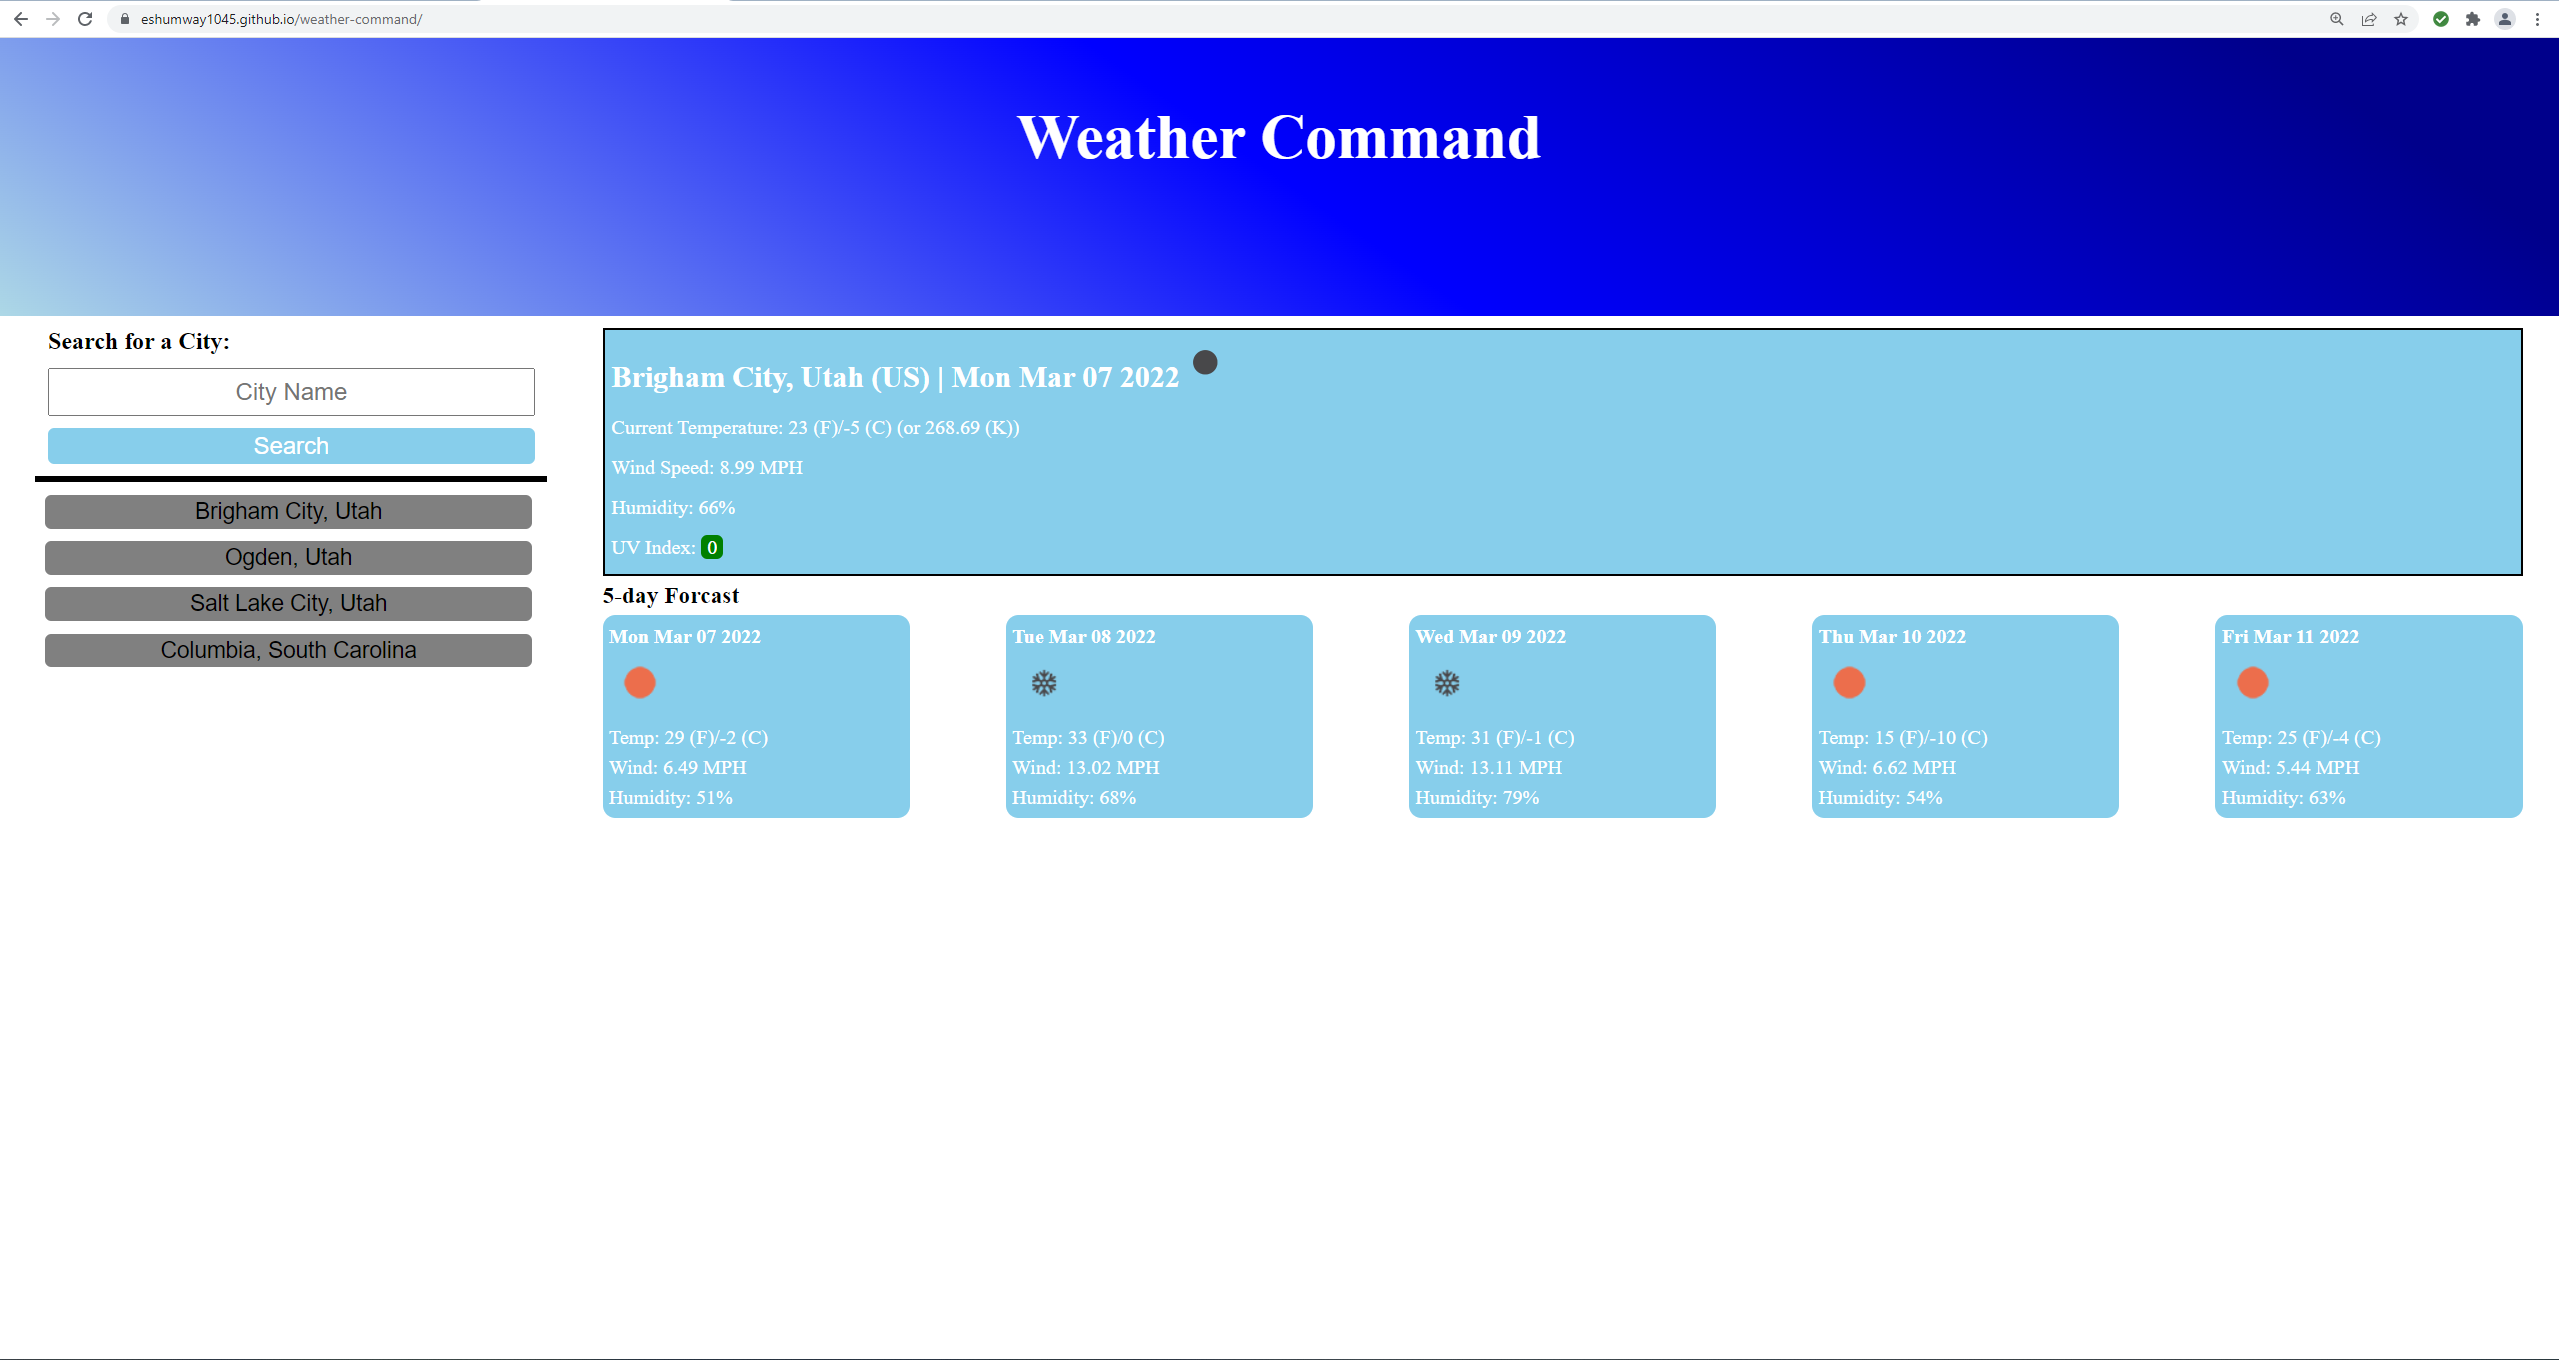 eshumway1045.github.io/weather-command/
Weather Command
Search for a City:
City Name
Search
Brigham City, Utah
Ogden, Utah
Salt Lake City, Utah
Columbia, South Carolina
Brigham City, Utah (US) | Mon Mar 07 2022
Current Temperature: 23 (F)/-5 (C) (or 268.69 (K))
Wind Speed: 8.99 MPH
Humidity: 66%
UV Index: 0
5-day Forcast
Mon Mar 07 2022
Temp: 29 (F)/-2 (C)
Wind: 6.49 MPH
Humidity: 51%
Tue Mar 08 2022
Temp: 33 (F)/0 (C)
Wind: 13.02 MPH
Humidity: 68%
Wed Mar 09 2022
Temp: 31 (F)/-1 (C)
Wind: 13.11 MPH
Humidity: 79%
Thu Mar 10 2022
Temp: 15 (F)/-10 (C)
Wind: 6.62 MPH
Humidity: 54%
Fri Mar 11 2022
Temp: 25 (F)/-4 (C)
Wind: 5.44 MPH
Humidity: 63%